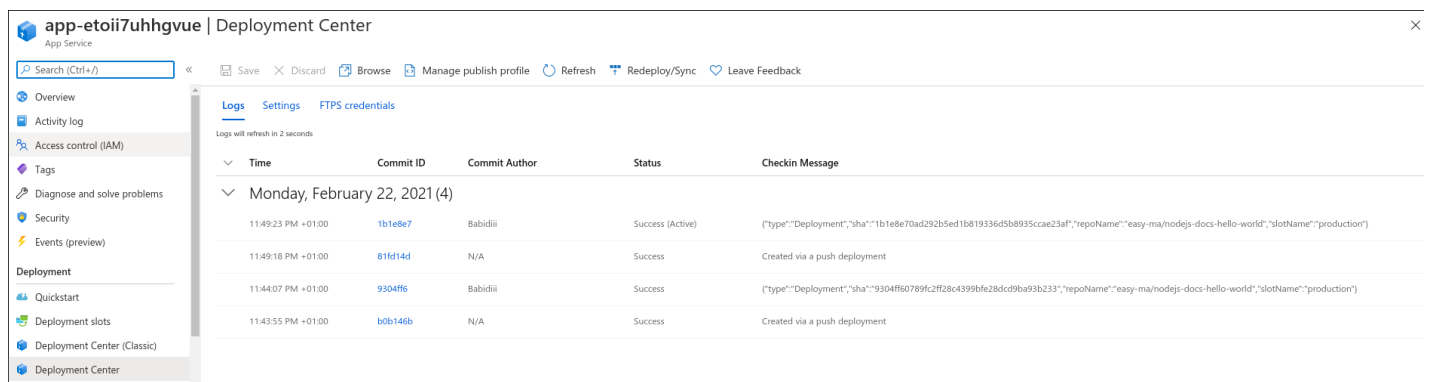 app-etoii7uhhgvue | Deployment Center
App Service
Search (Ctrl+/)
«
Save
Discard
Browse
Manage publish profile
Refresh
Redeploy/Sync
Leave Feedback
Overview
Activity log
Access control (IAM)
Tags
Diagnose and solve problems
Security
Events (preview)
Deployment
Quickstart
Deployment slots
Deployment Center (Classic)
Deployment Center
Logs Settings FTPS credentials
Logs will refresh in 2 seconds
Time Commit ID Commit Author Status Checkin Message
Monday, February 22, 2021 (4)
11:49:23 PM +01:00 1b1e8e7 Babidiii Success (Active) {"type":"Deployment","sha":"1b1e8e70ad292b5ed1b819336d5b8935ccae23af","repoName":"easy-ma/nodejs-docs-hello-world","slotName":"production"}
11:49:18 PM +01:00 81fd14d N/A Success Created via a push deployment
11:44:07 PM +01:00 9304ff6 Babidiii Success {"type":"Deployment","sha":"9304ff60789fc2ff28c4399bfe28dcd9ba93b233","repoName":"easy-ma/nodejs-docs-hello-world","slotName":"production"}
11:43:55 PM +01:00 b0b146b N/A Success Created via a push deployment